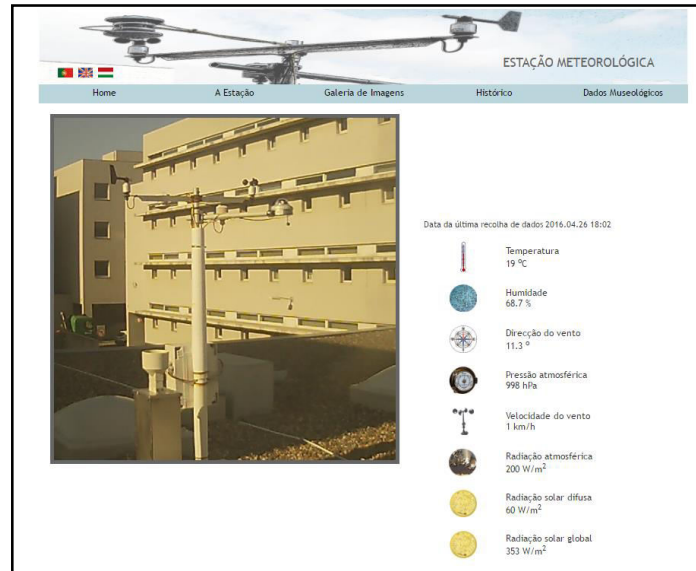 ESTAÇÃO METEOROLÓGICA
Home
A Estação
Galeria de Imagens
Histórico
Dados Museológicos
Data da última recolha de dados 2016.04.26 18:02
Temperatura
19 ºC
Humidade
68.7 %
Direcção do vento
11.3 º
Pressão atmosférica
998 hPa
Velocidade do vento
1 km/h
Radiação atmosférica
200 W/m²
Radiação solar difusa
60 W/m²
Radiação solar global
353 W/m²